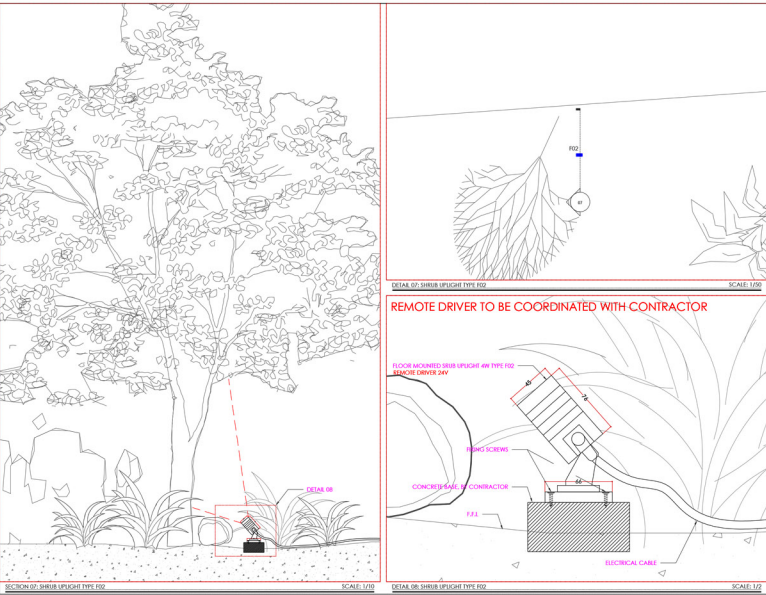 DETAIL 08
SECTION 07: SHRUB UPLIGHT TYPE F02
SCALE: 1/10
F02
07
DETAIL 07: SHRUB UPLIGHT TYPE F02
SCALE: 1/50
REMOTE DRIVER TO BE COORDINATED WITH CONTRACTOR
FLOOR MOUNTED SRUB UPLIGHT 4W TYPE F02
REMOTE DRIVER 24V
FIXING SCREWS
66
CONCRETE BASE, BY CONTRACTOR
F.F.L
ELECTRICAL CABLE
DETAIL 08: SHRUB UPLIGHT TYPE F02
SCALE: 1/2